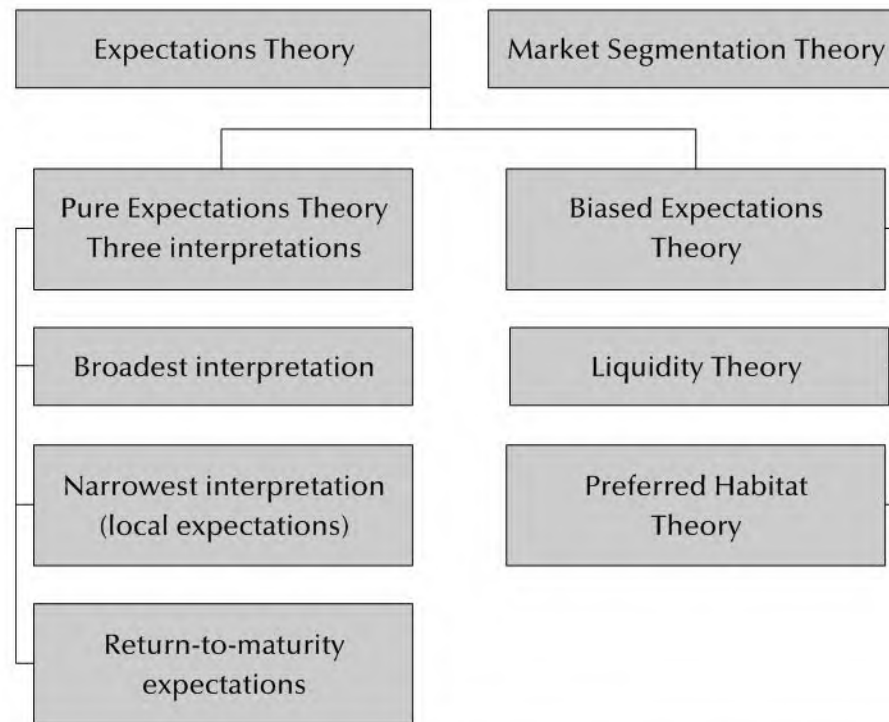 Expectations Theory
Market Segmentation Theory
Pure Expectations Theory
Three interpretations
Biased Expectations
Theory
Broadest interpretation
Liquidity Theory
Narrowest interpretation
(local expectations)
Preferred Habitat
Theory
Return-to-maturity
expectations